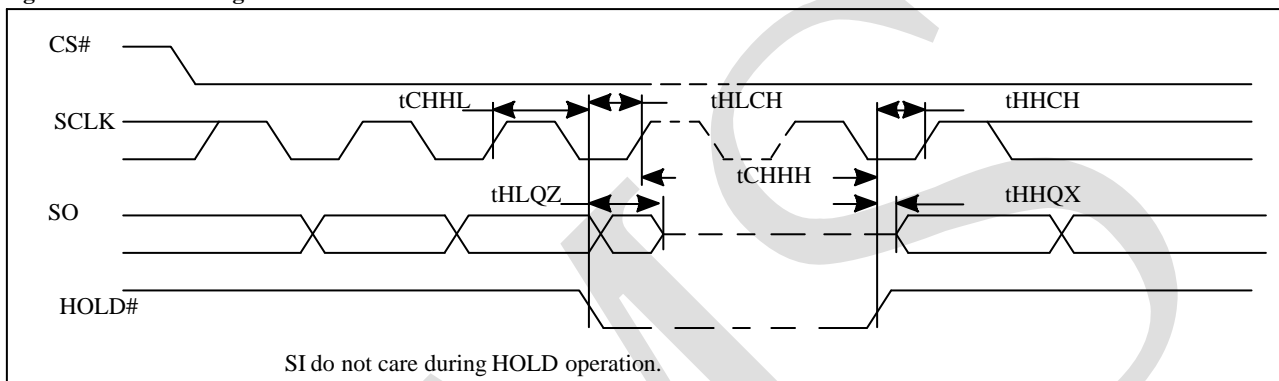 CS#
tCHHL
tHLCH
tHHCH
SCLK
tCHHH
tHLQZ
tHHQX
SO
HOLD#
SI do not care during HOLD operation.